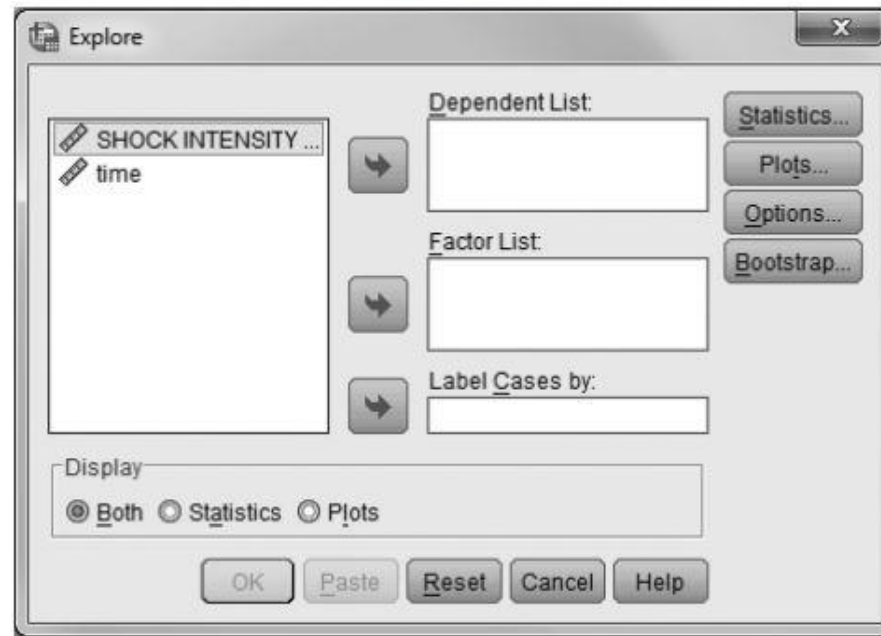 Explore
X
SHOCK INTENSITY ...
time
Dependent List:
Factor List:
Label Cases by:
Statistics...
Plots...
Options...
Bootstrap...
Display
Both Statistics Plots
OK Paste Reset Cancel Help